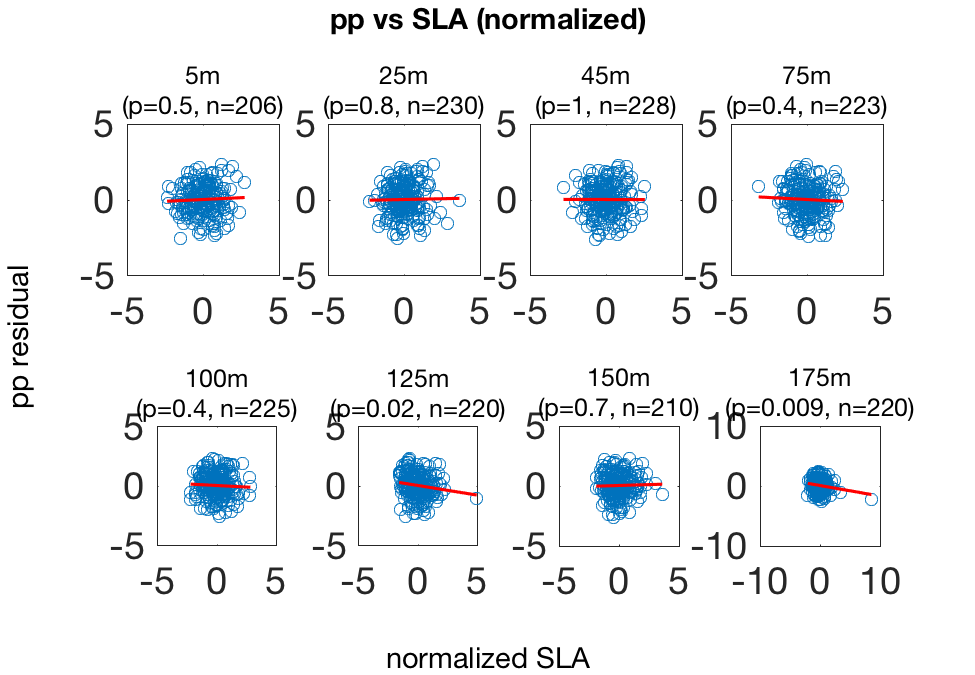 pp vs SLA (normalized)
5m
(p=0.5, n=206)
25m
(p=0.8, n=230)
45m
(p=1, n=228)
75m
(p=0.4, n=223)
5
0
-5
-5 0 5
5
0
-5
-5 0 5
5
0
-5
-5 0 5
5
0
-5
-5 0 5
pp residual
100m
(p=0.4, n=225)
125m
(p=0.02, n=220)
150m
(p=0.7, n=210)
175m
(p=0.009, n=220)
5
0
-5
-5 0 5
5
0
-5
-5 0 5
5
0
-5
-5 0 5
10
0
-10
-10 0 10
normalized SLA